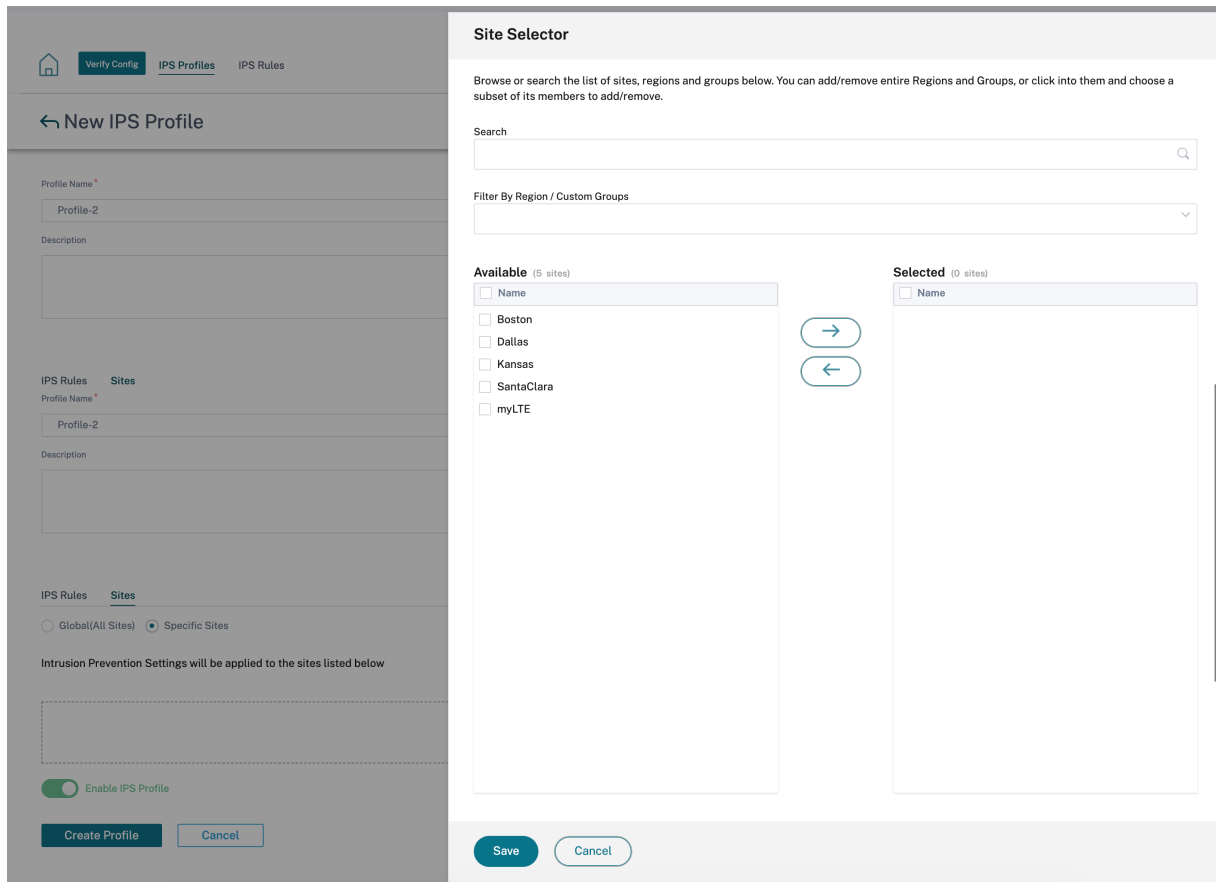 Verify Config IPS Profiles IPS Rules
New IPS Profile
Profile Name *
Profile-2
Description
IPS Rules Sites
Profile Name *
Profile-2
Description
IPS Rules Sites
Global(All Sites) Specific Sites
Intrusion Prevention Settings will be applied to the sites listed below
Enable IPS Profile
Create Profile Cancel
Site Selector
Browse or search the list of sites, regions and groups below. You can add/remove entire Regions and Groups, or click into them and choose a
subset of its members to add/remove.
Search
Filter By Region / Custom Groups
Available (5 sites)
Name
Boston
Dallas
Kansas
SantaClara
myLTE
Selected (0 sites)
Name
Save Cancel